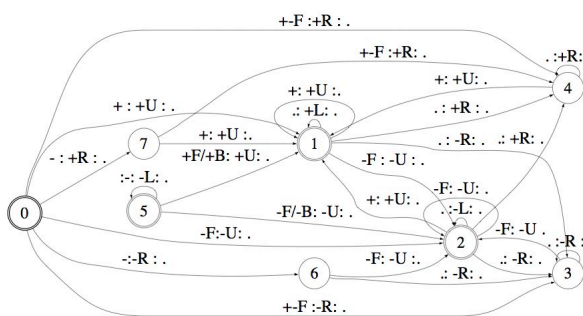 +-F :+R : .
+-F :+R: .
. :+R: .
4
+: +U: .
+ : +U : .
+: +U :.
.: +L: .
. : +R : .
7
+: +U : .
1
. : -R: .
.: +R: .
- : +R : .
+F/+B: +U: .
-F : -U : .
:-: -L: .
-F: -U: .
+: +U: .
. : -L: .
0
5
-F/-B: -U: .
-F: -U .
. : -R: .
-F:-U: .
2
-:-R : .
-F: -U : .
. : -R: .
6
.: -R: .
3
+-F :-R: .